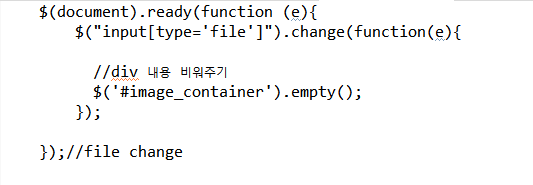 $(document).ready(function (e){
$("input[type='file']").change(function(e){
//div 내용 비워주기
$('#image_container').empty();
});
});//file change